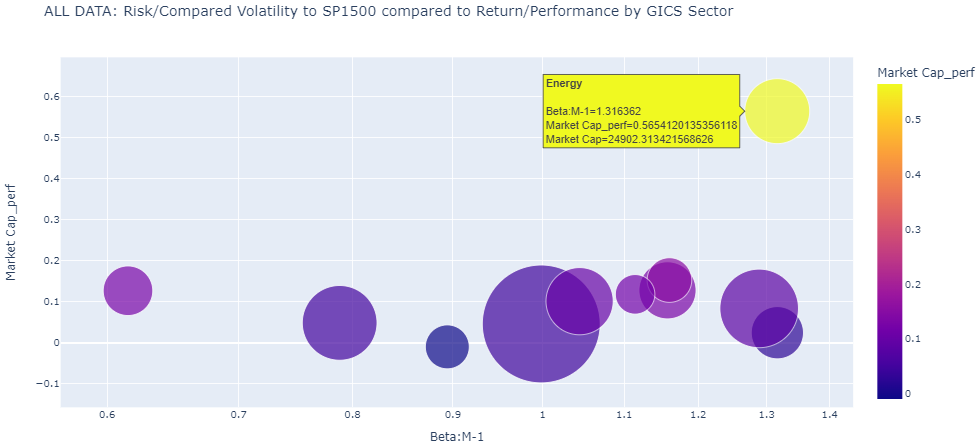 ALL DATA: Risk/Compared Volatility to SP1500 compared to Return/Performance by GICS Sector
Market Cap_perf
0.6
0.5
0.4
0.3
0.2
0.1
0
−0.1
Market Cap_perf
Energy
Beta:M-1=1.316362
Market Cap_perf=0.5654120135356118
Market Cap=24902.313421568626
0.5
0.4
0.3
0.2
0.1
0
0.6 0.7 0.8 0.9 1 1.1 1.2 1.3 1.4
Beta:M-1